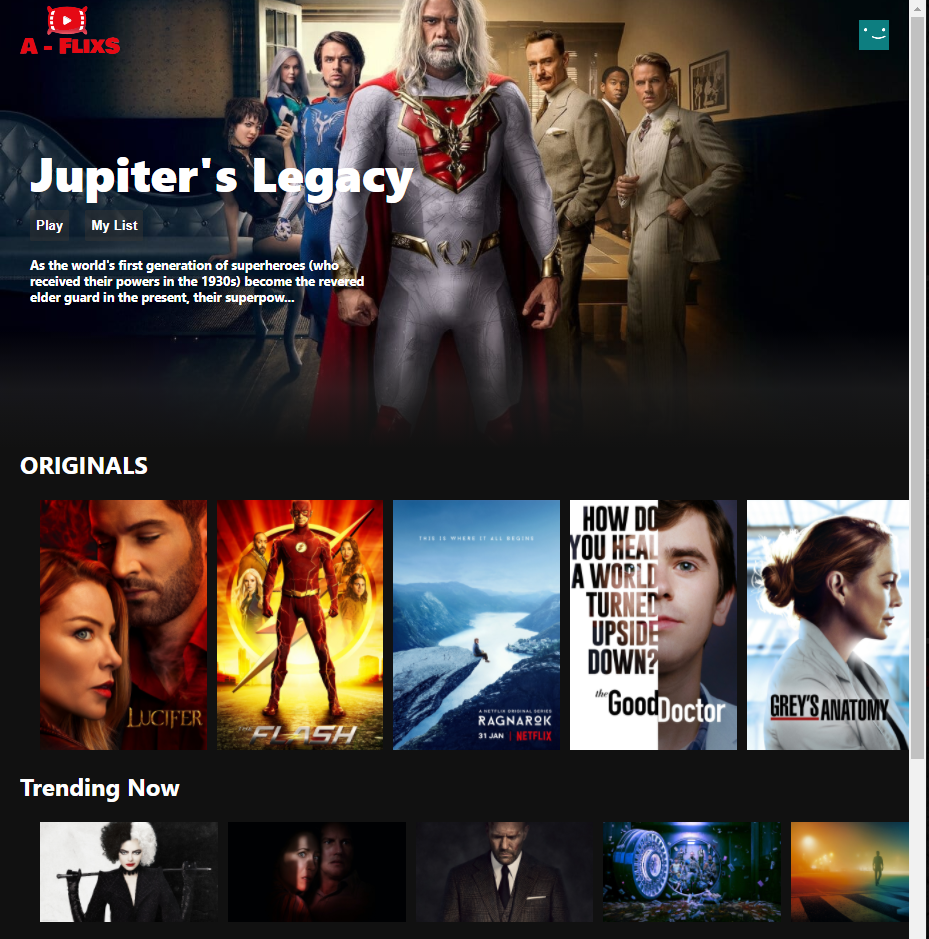 A - FLiXS
Jupiter's Legacy
Play
My List
As the world's first generation of superheroes (who
received their powers in the 1930s) become the revered
elder guard in the present, their superpow...
ORIGINALS
LUCIFER
THE
FLASH
THIS IS WHERE IT ALL BEGINS
A NETFLIX ORIGINAL SERIES
RAGNARØK
31 JAN | NETFLIX
HOW DO
YOU HEAL
A WORLD
TURNED
UPSIDE
DOWN?
the
Good Doctor
GREY'S ANATOMY
Trending Now